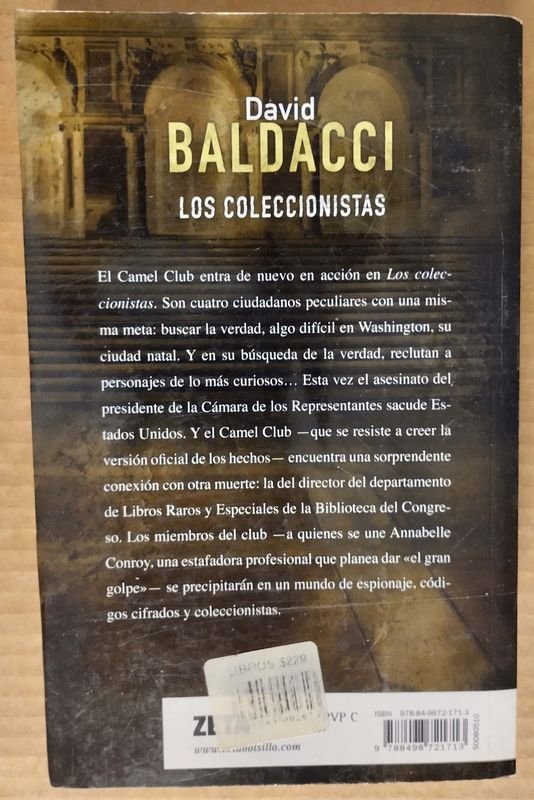 David
BALDACCI
LOS COLECCIONISTAS
El Camel Club entra de nuevo en acción en Los colec-
cionistas. Son cuatro ciudadanos peculiares con una mis-
ma meta: buscar la verdad, algo difícil en Washington, su
ciudad natal. Y en su búsqueda de la verdad, reclutan a
personajes de lo más curiosos... Esta vez el asesinato del
presidente de la Cámara de los Representantes sacude Es-
tados Unidos. Y el Camel Club —que se resiste a creer la
versión oficial de los hechos— encuentra una sorprendente
conexión con otra muerte: la del director del departamento
de Libros Raros y Especiales de la Biblioteca del Congre-
so. Los miembros del club —a quienes se une Annabelle
Conroy, una estafadora profesional que planea dar «el gran
golpe»— se precipitarán en un mundo de espionaje, códi-
gos cifrados y coleccionistas.
LIBROS $229
ZETA
PVP C
ISBN 978-84-9872-171-3
9 788498 721713
50080510